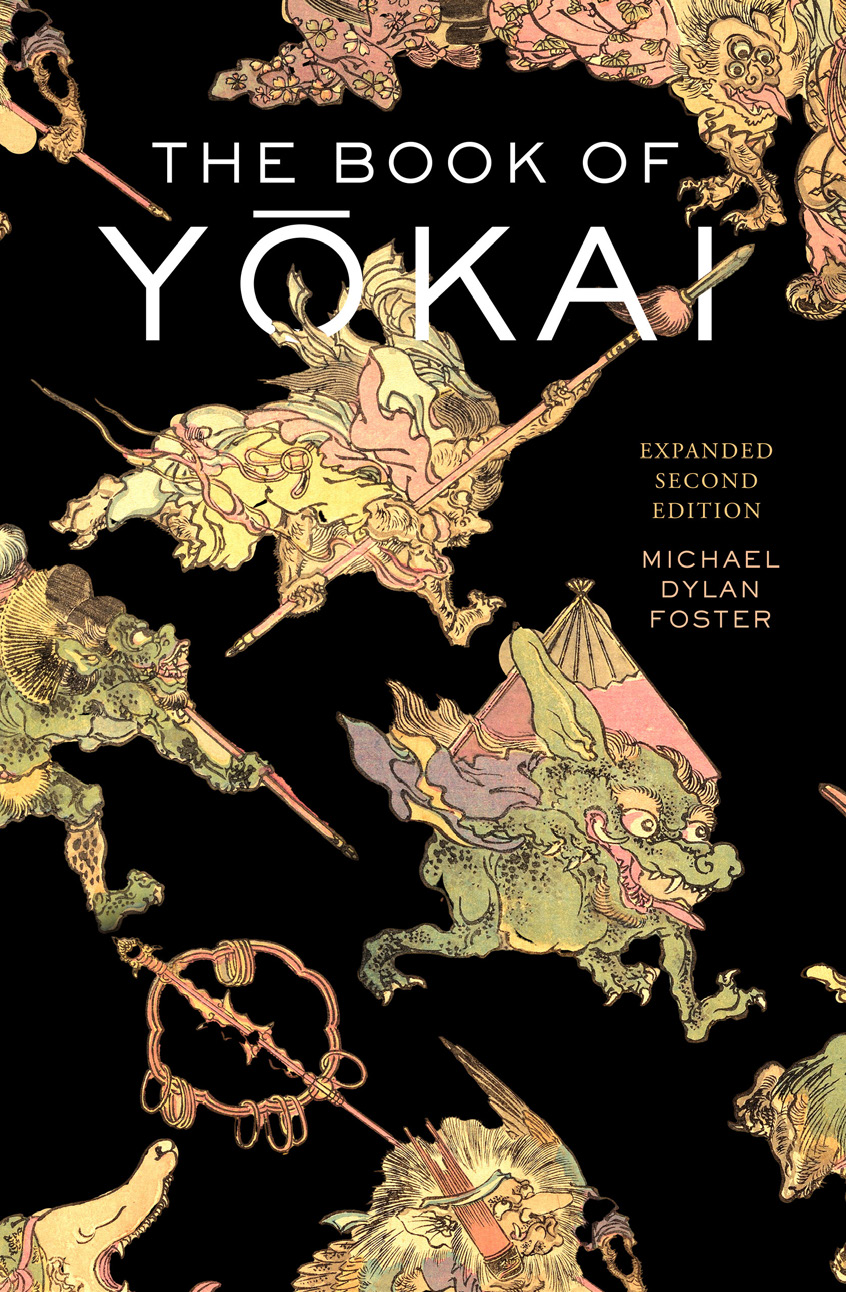 THE BOOK OF
YŌKAI
EXPANDED
SECOND
EDITION
MICHAEL
DYLAN
FOSTER